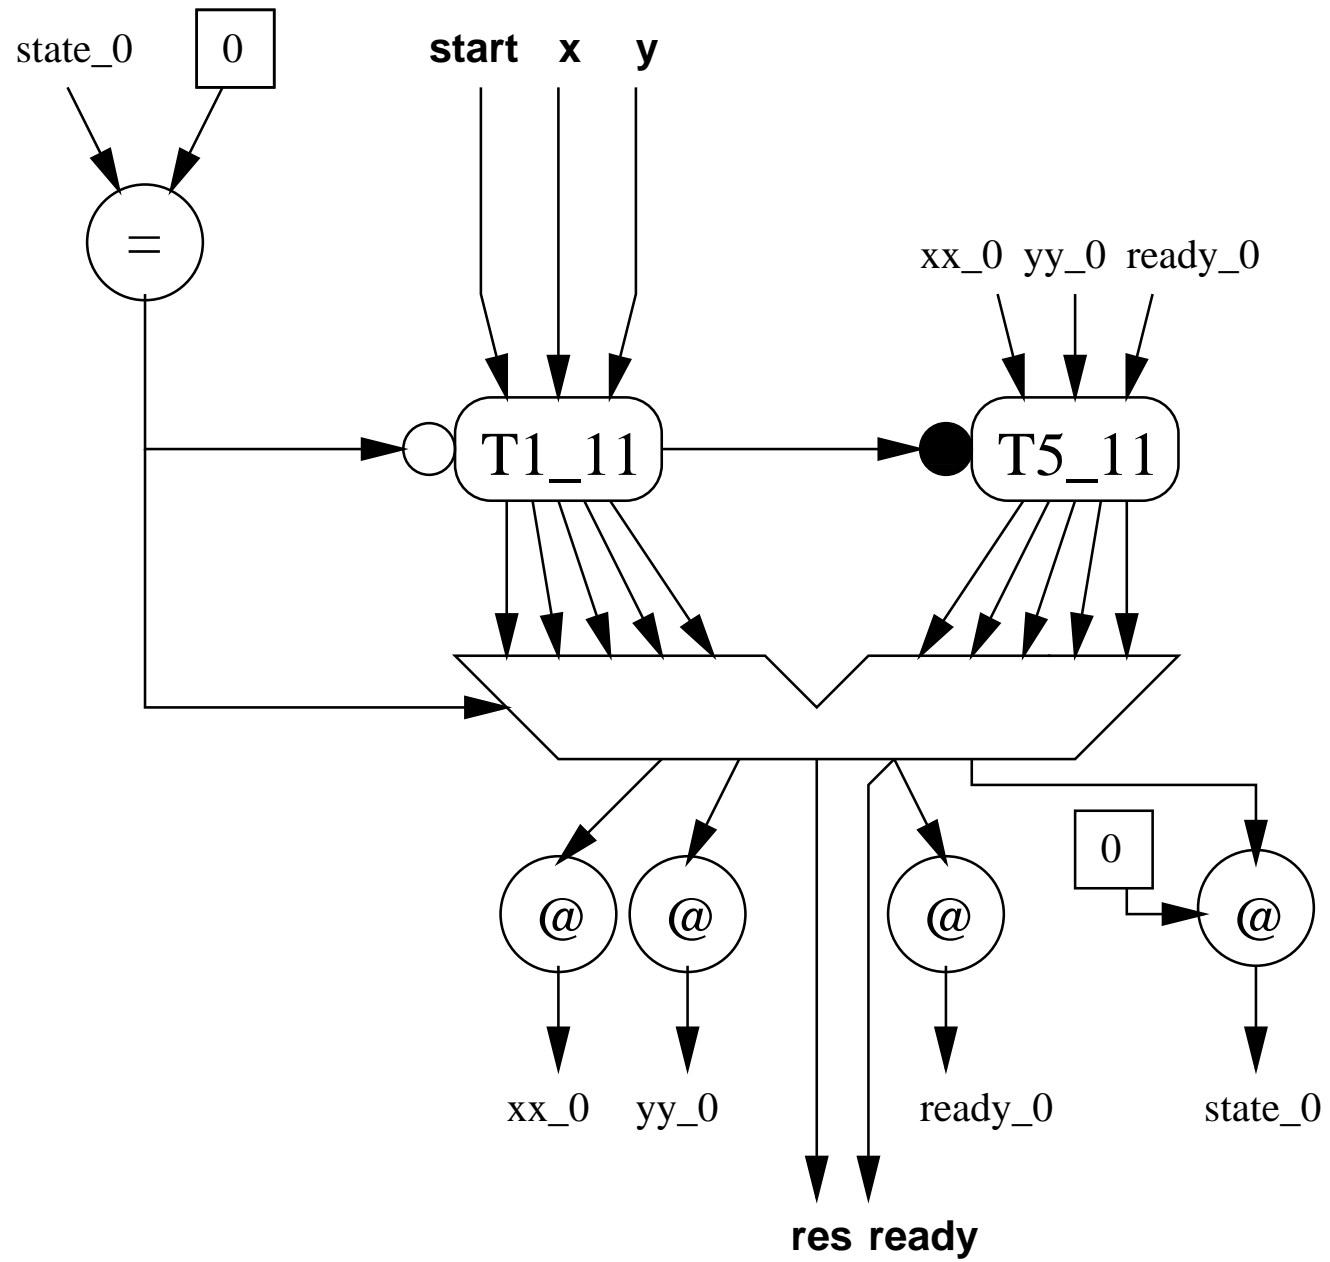 state_0 0 start x y
=
xx_0 yy_0 ready_0
T1_11 T5_11
0
@ @ @ @
xx_0 yy_0 ready_0 state_0
res ready